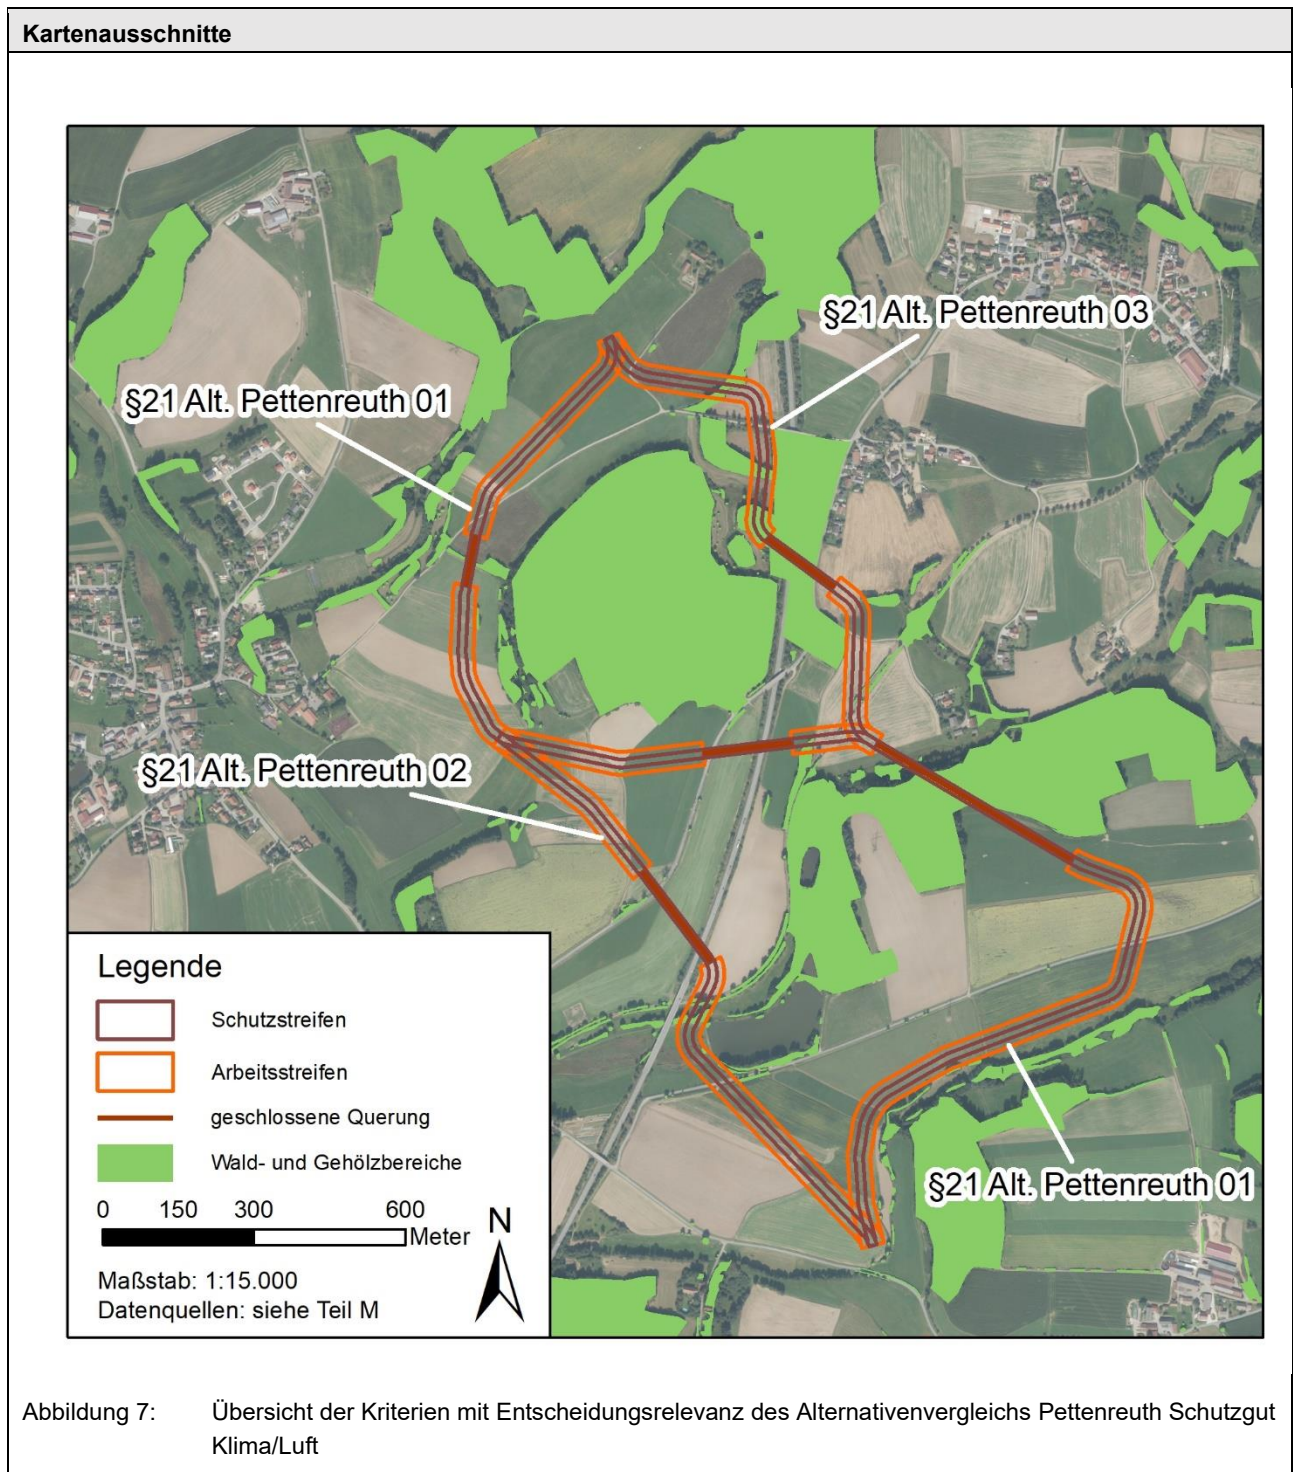 Kartenausschnitte
§21 Alt. Pettenreuth 03
§21 Alt. Pettenreuth 01
§21 Alt. Pettenreuth 02
§21 Alt. Pettenreuth 01
Legende
Schutzstreifen
Arbeitsstreifen
geschlossene Querung
Wald- und Gehölzbereiche
0 150 300 600
Meter
N
Maßstab: 1:15.000
Datenquellen: siehe Teil M
Abbildung 7: Übersicht der Kriterien mit Entscheidungsrelevanz des Alternativenvergleichs Pettenreuth Schutzgut
Klima/Luft